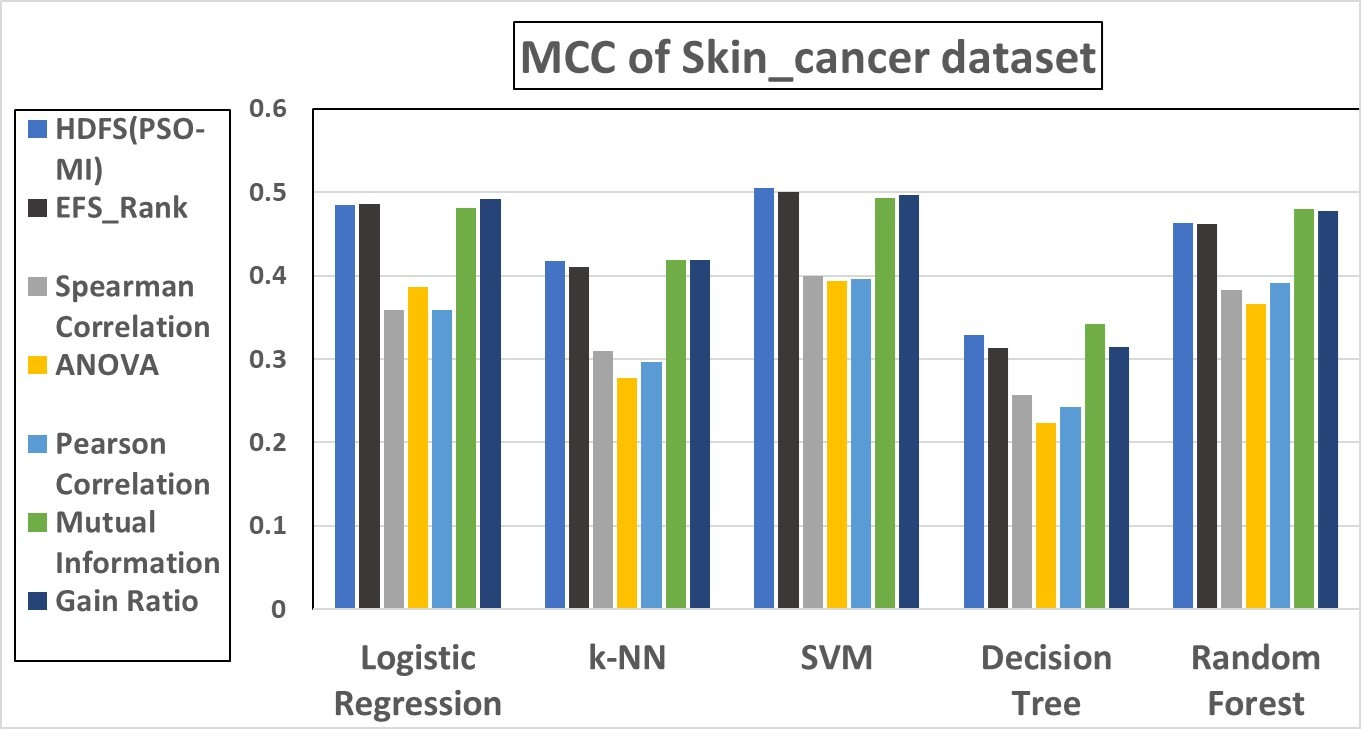 MCC of Skin_cancer dataset
HDFS(PSO-
MI)
EFS_Rank
Spearman
Correlation
ANOVA
Pearson
Correlation
Mutual
Information
Gain Ratio
0.6
0.5
0.4
0.3
0.2
0.1
0
Logistic
Regression
k-NN
SVM
Decision
Tree
Random
Forest